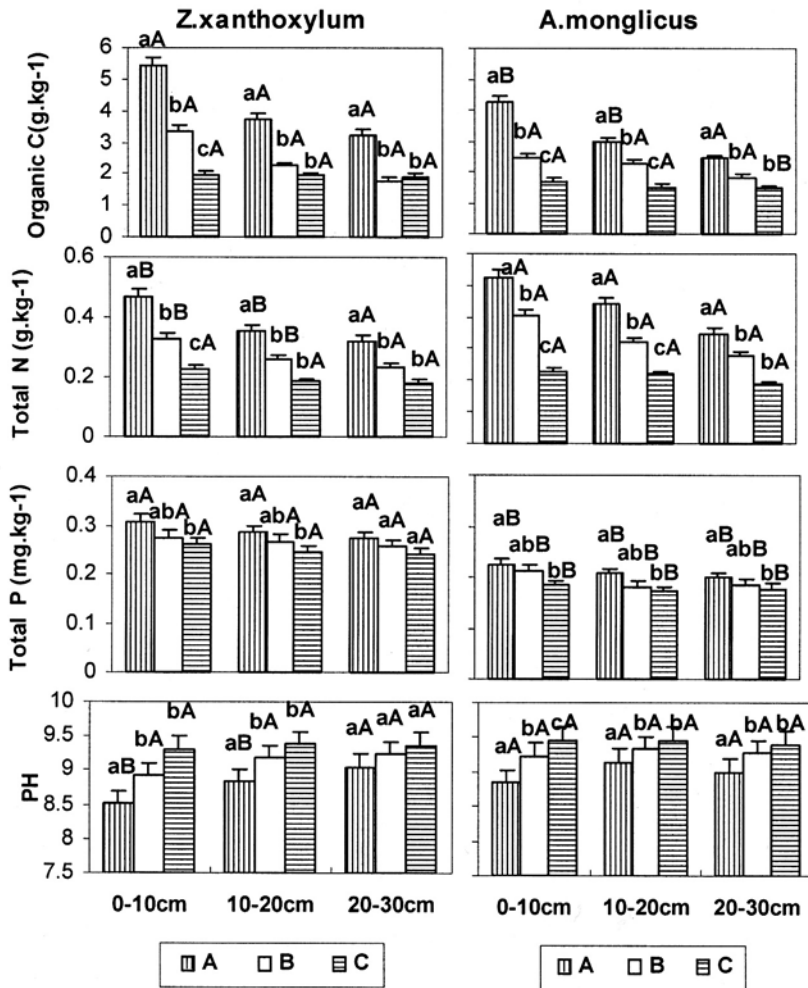 Z.xanthoxylum
A.monglicus
Organic C(g.kg-1)
6
5
4
3
2
1
0
aA
bA
cA
aA
bA
bA
aA
bA
bA
aB
bA
cA
aB
bA
cA
aA
bA
bB
Total N (g.kg-1)
0.6
0.4
0.2
0
aB
bB
cA
aB
bB
bA
aA
bA
bA
aA
bA
cA
aA
bA
cA
aA
bA
bA
Total P (mg.kg-1)
0.4
0.3
0.2
0.1
0
aA
abA
bA
aA
abA
bA
aA
aA
aA
aB
abB
bB
aB
abB
bB
aB
abB
bB
PH
10
9.5
9
8.5
8
7.5
aB
bA
bA
aB
bA
bA
aA
aA
aA
aA
bA
cA
aA
bA
bA
aA
bA
bA
0-10cm 10-20cm 20-30cm
0-10cm 10-20cm 20-30cm
A B C
A B C